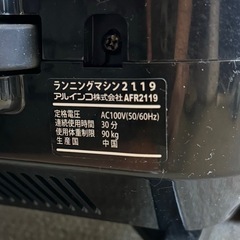 ランニングマシン2119
アルインコ株式会社 AFR2119
定格電圧 AC100V(50/60Hz)
連続使用時間 30分
使用体重制限 90kg
生産国 中国